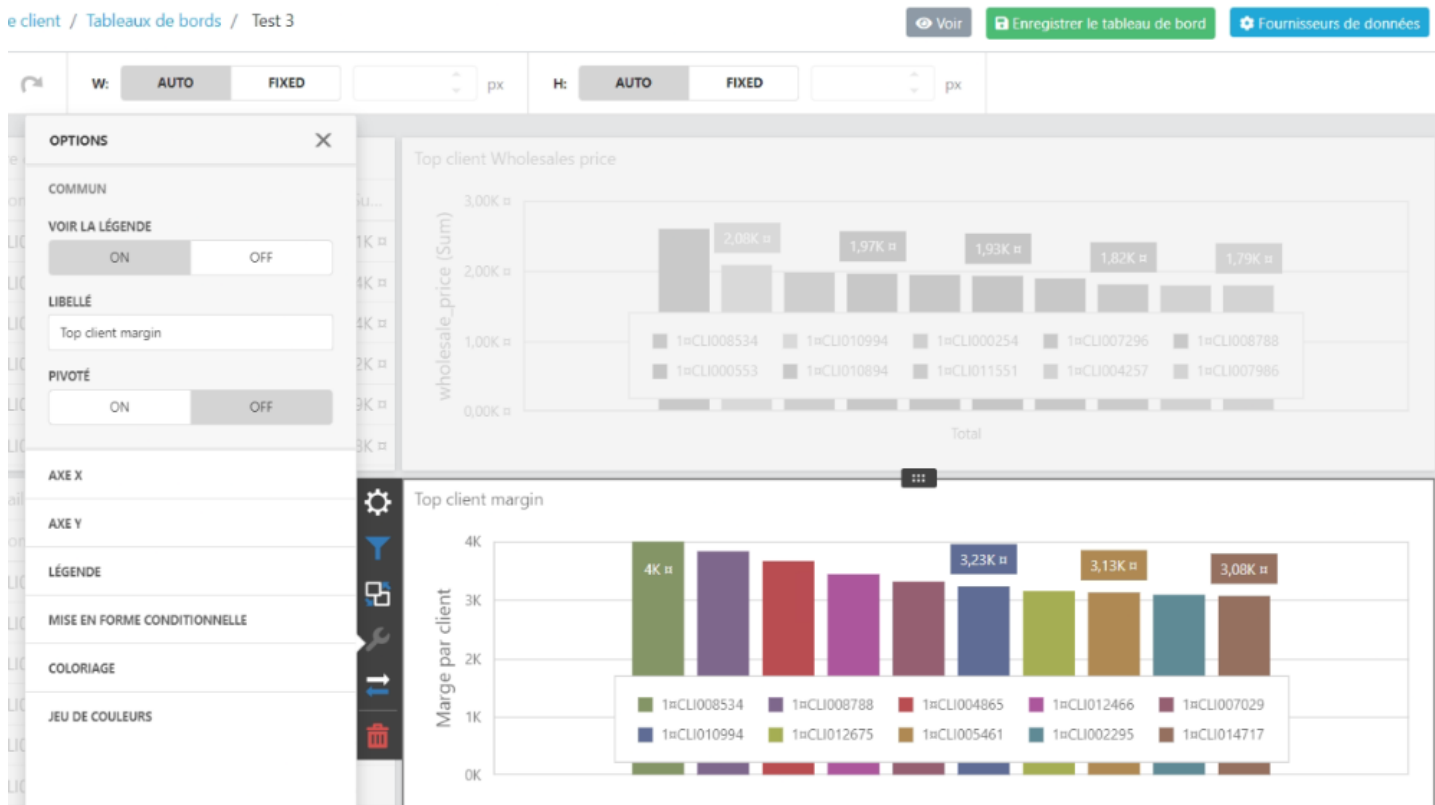 e client / Tableaux de bords / Test 3
Voir
Enregistrer le tableau de bord
Fournisseurs de données
W: AUTO FIXED px H: AUTO FIXED px
OPTIONS
COMMUN
VOIR LA LÉGENDE
ON OFF
LIBELLÉ
Top client margin
PIVOTÉ
ON OFF
AXE X
AXE Y
LÉGENDE
MISE EN FORME CONDITIONNELLE
COLORIAGE
JEU DE COULEURS
1K ¤
4K ¤
4K ¤
2K ¤
9K ¤
3K ¤
Top client Wholesales price
wholesale_price (Sum)
3,00K ¤
2,00K ¤
1,00K ¤
0,00K ¤
2,08K ¤ 1,97K ¤ 1,93K ¤ 1,82K ¤ 1,79K ¤
1¤CLI008534 1¤CLI010994 1¤CLI000254 1¤CLI007296 1¤CLI008788
1¤CLI000553 1¤CLI010894 1¤CLI011551 1¤CLI004257 1¤CLI007986
Total
Top client margin
Marge par client
4K
3K
2K
1K
0K
4K ¤ 3,23K ¤ 3,13K ¤ 3,08K ¤
1¤CLI008534 1¤CLI008788 1¤CLI004865 1¤CLI012466 1¤CLI007029
1¤CLI010994 1¤CLI012675 1¤CLI005461 1¤CLI002295 1¤CLI014717